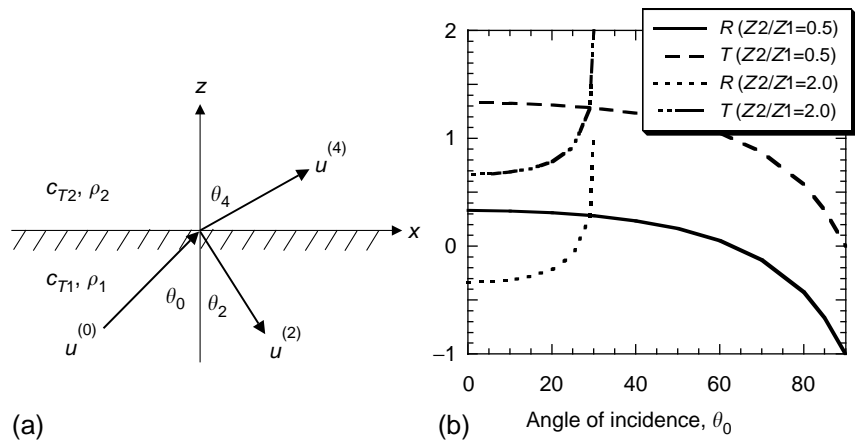 z
u(4)
cT2, ρ2
θ4
x
cT1, ρ1
θ0
θ2
u(0)
u(2)
(a)
2
1
0
−1
0
20
40
60
80
R (Z2/Z1=0.5)
T (Z2/Z1=0.5)
R (Z2/Z1=2.0)
T (Z2/Z1=2.0)
Angle of incidence, θ0
(b)